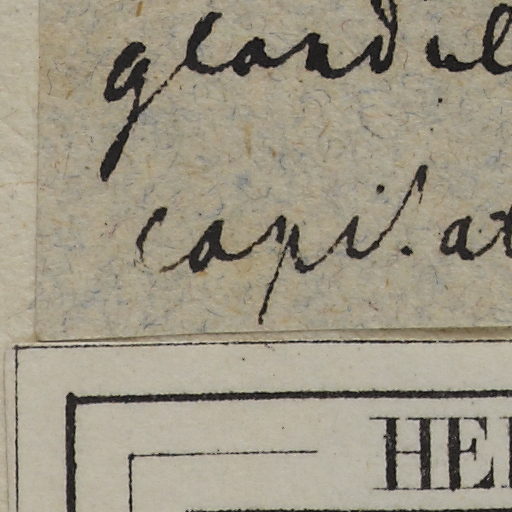 glandul
capit. at
HE